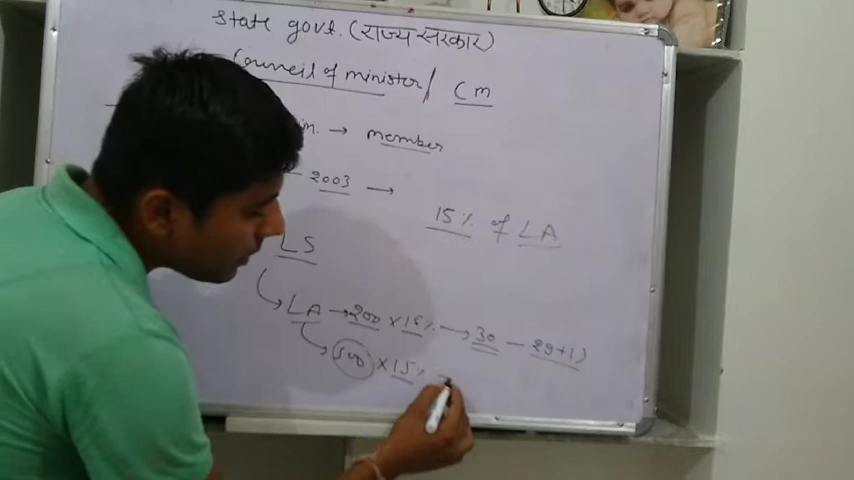 State govt. (राज्य-सरकार)
Council of minister / CM
m. → member
- 2003 →
15% of LA
LS
LA → 200 × 15% → 30 - 29+1)
500 × 15%